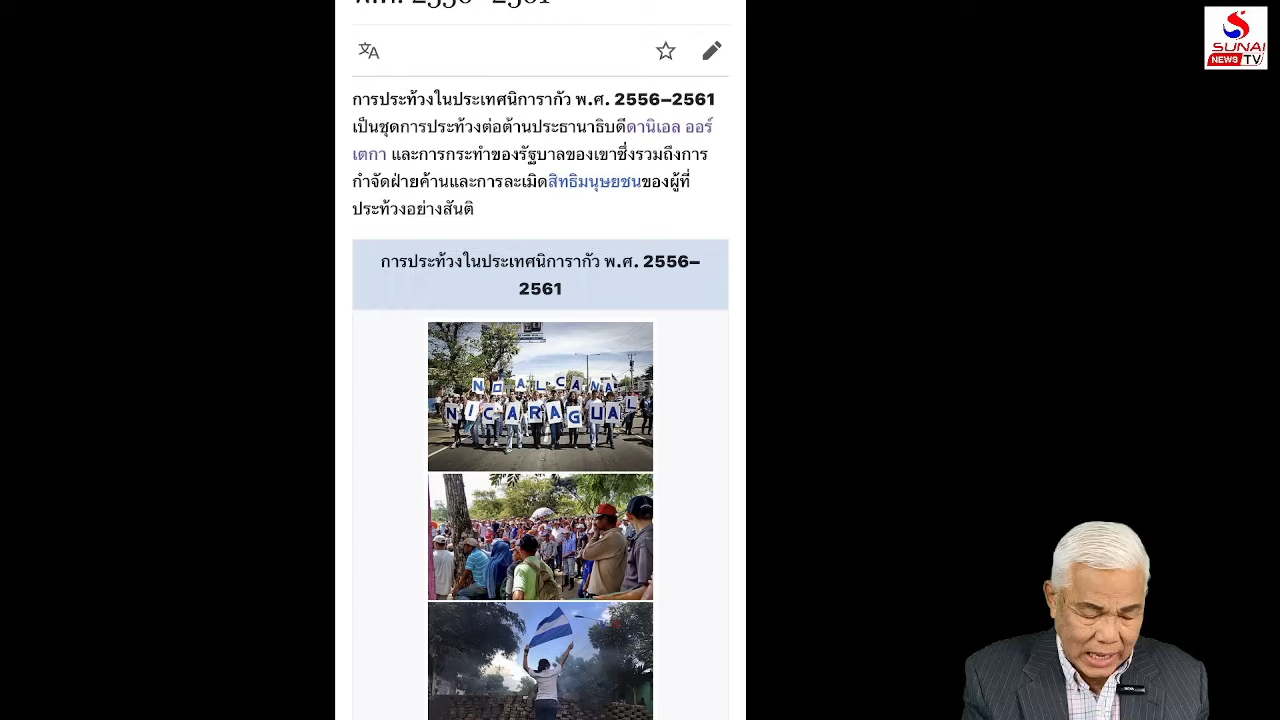 SUNAI
NEWS TV
การประท้วงในประเทศนิการากัว พ.ศ. 2556–2561
เป็นชุดการประท้วงต่อต้านประธานาธิบดีดานิเอล ออร์
เตกา และการกระทำของรัฐบาลของเขาซึ่งรวมถึงการ
กำจัดฝ่ายค้านและการละเมิดสิทธิมนุษยชนของผู้ที่
ประท้วงอย่างสันติ
การประท้วงในประเทศนิการากัว พ.ศ. 2556–
2561
NO AL CANAL
NICARAGUA